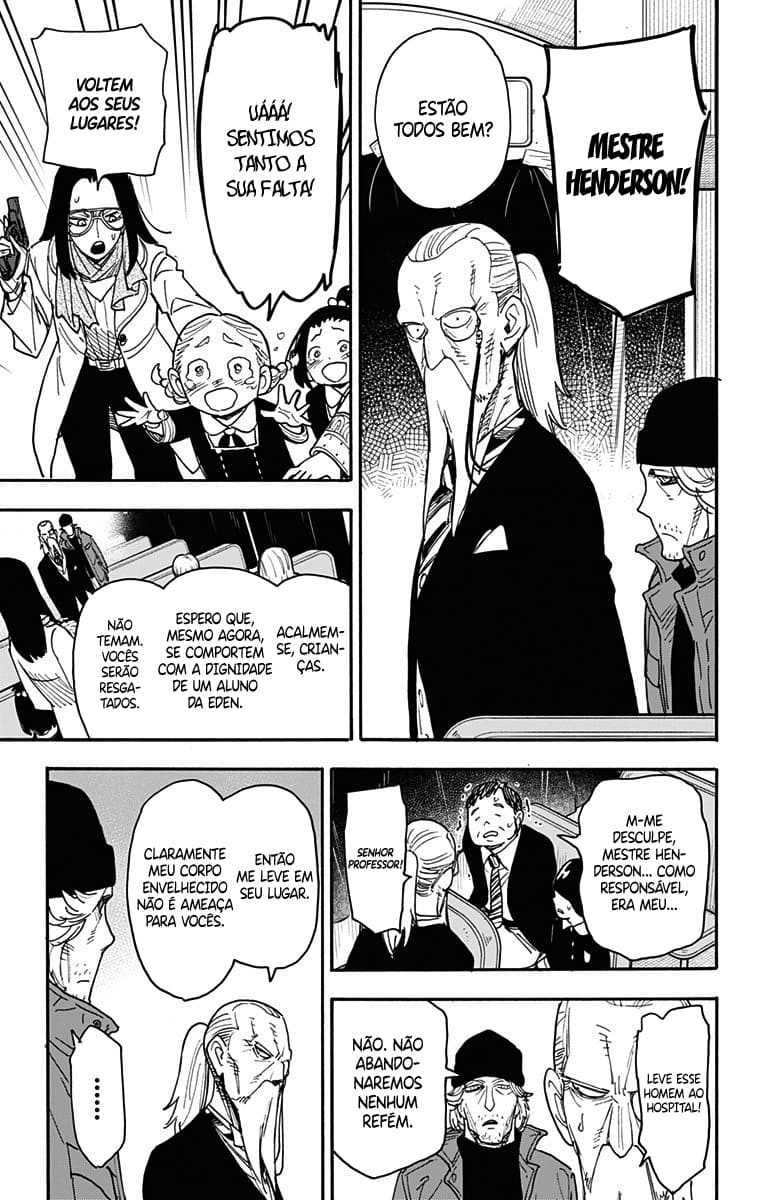 MESTRE
HENDERSON!
ESTÃO
TODOS BEM?
UÁÁÁ!
SENTIMOS
TANTO A
SUA FALTA!
VOLTEM
AOS SEUS
LUGARES!
ACALMEM-
SE, CRIAN-
ÇAS.
ESPERO QUE,
MESMO AGORA,
SE COMPORTEM
COM A DIGNIDADE
DE UM ALUNO
DA EDEN.
NÃO
TEMAM.
VOCÊS
SERÃO
RESGA-
TADOS.
M-ME
DESCULPE,
MESTRE HEN-
DERSON... COMO
RESPONSÁVEL,
ERA MEU...
SENHOR
PROFESSOR!
LEVE ESSE
HOMEM AO
HOSPITAL!
NÃO. NÃO
ABANDO-
NAREMOS
NENHUM
REFÉM.
ENTÃO
ME LEVE EM
SEU LUGAR.
CLARAMENTE
MEU CORPO
ENVELHECIDO
NÃO É AMEAÇA
PARA VOCÊS.
......